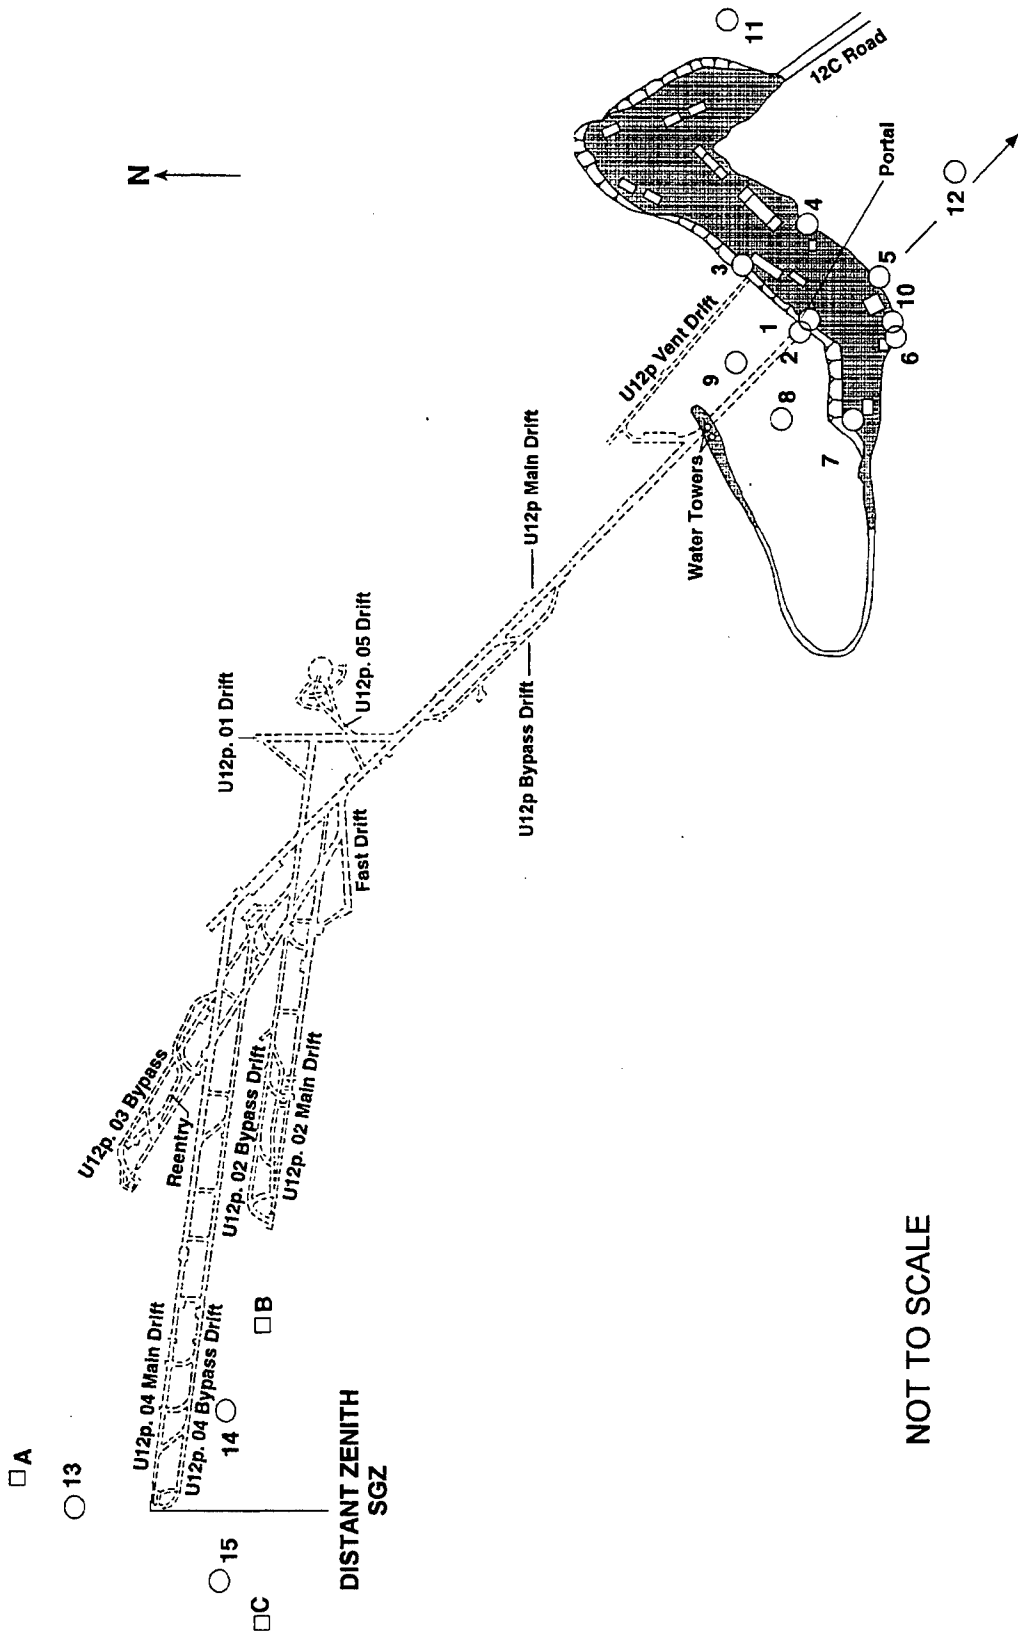 N
11
12C Road
Portal
12
4
5
10
6
3
1
2
U12p Vent Drift
9
8
7
Water Towers
U12p Main Drift
U12p Bypass Drift
U12p. 05 Drift
U12p. 01 Drift
Fast Drift
U12p. 03 Bypass
Reentry
U12p. 02 Bypass Drift
U12p. 02 Main Drift
U12p. 04 Main Drift
U12p. 04 Bypass Drift
A
13
14
B
15
C
DISTANT ZENITH
SGZ
NOT TO SCALE